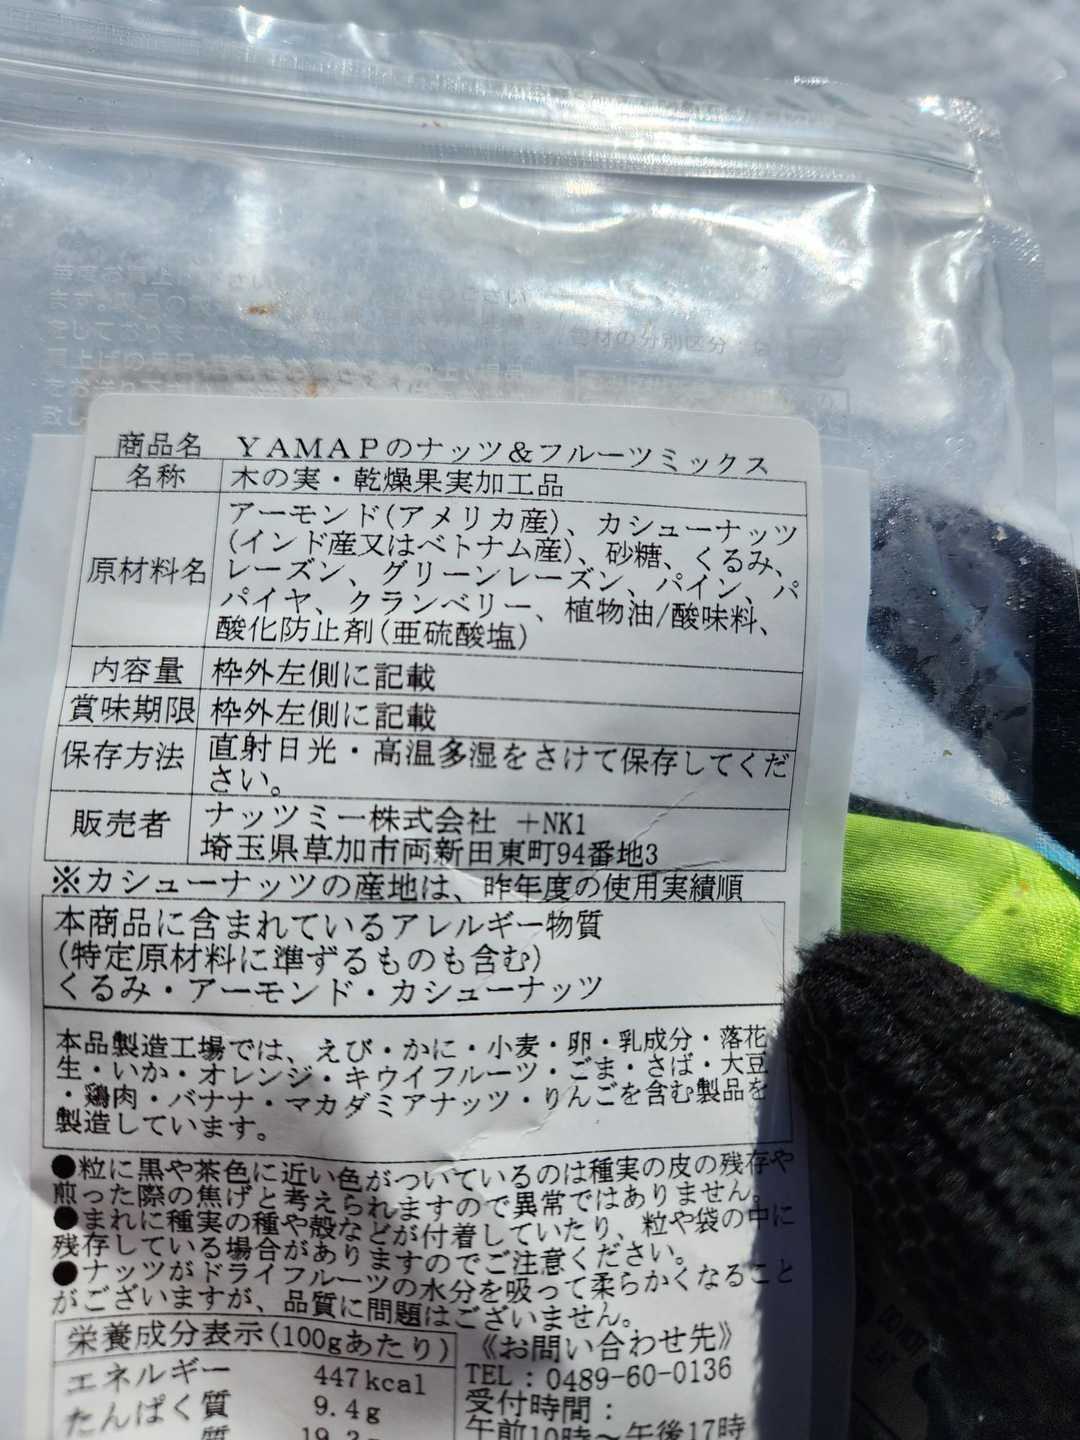 商品名 ＹＡＭＡＰのナッツ＆フルーツミックス
名称 木の実・乾燥果実加工品
原材料名 アーモンド(アメリカ産)、カシューナッツ
(インド産又はベトナム産)、砂糖、くるみ、
レーズン、グリーンレーズン、パイン、パ
パイヤ、クランベリー、植物油/酸味料、
酸化防止剤(亜硫酸塩)
内容量 枠外左側に記載
賞味期限 枠外左側に記載
保存方法 直射日光・高温多湿をさけて保存してくだ
さい。
販売者 ナッツミー株式会社 +NK1
埼玉県草加市両新田東町94番地3
※カシューナッツの産地は、昨年度の使用実績順
本商品に含まれているアレルギー物質
(特定原材料に準ずるものも含む)
くるみ・アーモンド・カシューナッツ
本品製造工場では、えび・かに・小麦・卵・乳成分・落花
生・いか・オレンジ・キウイフルーツ・ごま・さば・大豆
・鶏肉・バナナ・マカダミアナッツ・りんごを含む製品を
製造しています。
●粒に黒や茶色に近い色がついているのは種実の皮の残存や
煎った際の焦げと考えられますので異常ではありません。
●まれに種実の種や殻などが付着していたり、粒や袋の中に
残存している場合がありますのでご注意ください。
●ナッツがドライフルーツの水分を吸って柔らかくなること
がございますが、品質に問題はございません。
栄養成分表示(100gあたり)
エネルギー 447kcal
たんぱく質 9.4g
《お問い合わせ先》
TEL：0489-60-0136
受付時間：
午前10時～午後17時